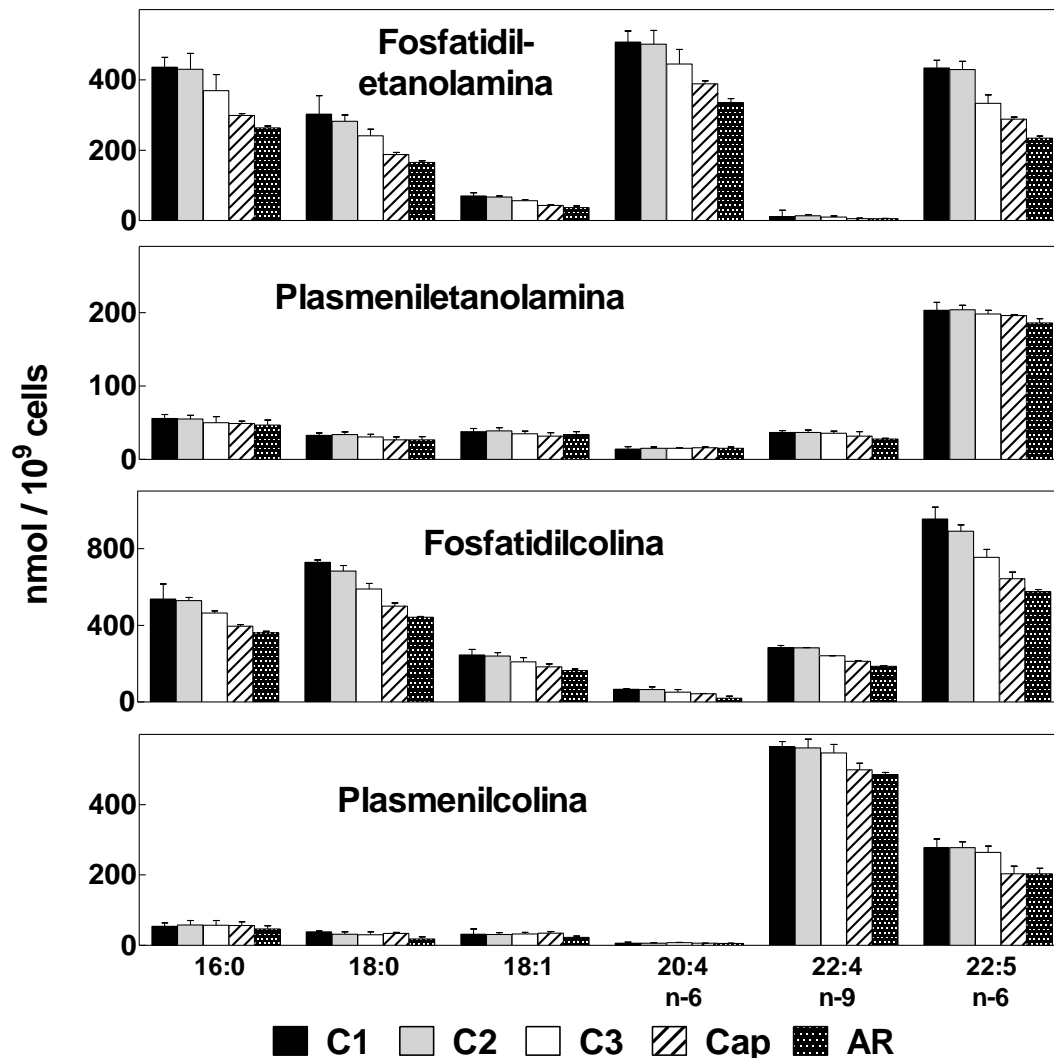 Fosfatidil-
etanolamina
400
200
0
Plasmeniletanolamina
200
100
0
nmol / 10⁹ cells
Fosfatidilcolina
800
400
0
Plasmenilcolina
400
200
0
16:0 18:0 18:1 20:4 22:4 22:5
n-6 n-9 n-6
C1 C2 C3 Cap AR